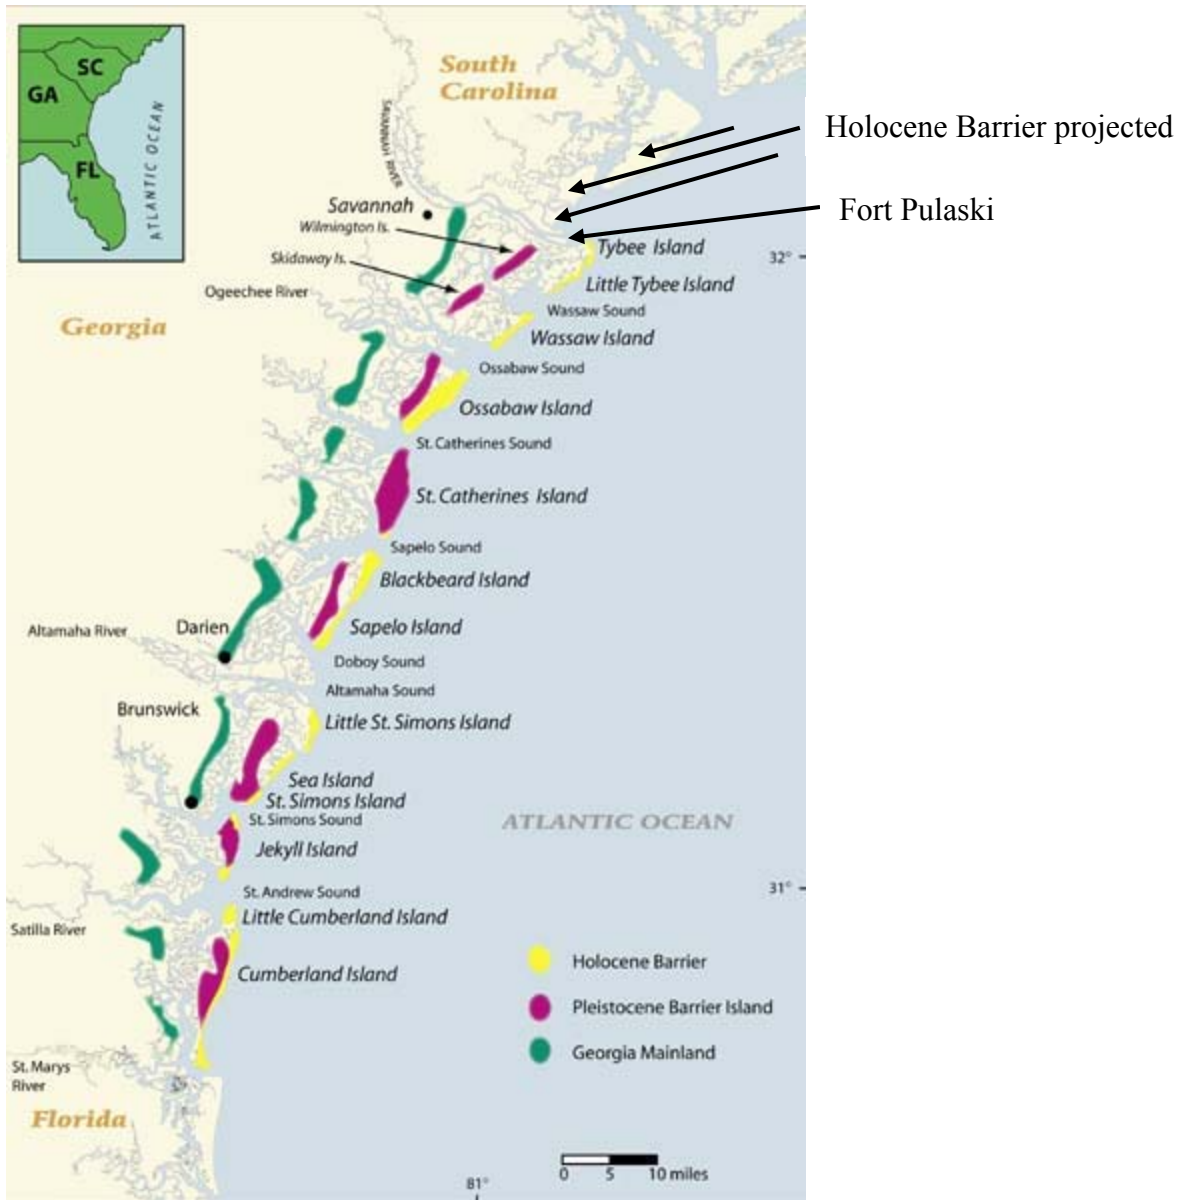 SC
GA
FL
ATLANTIC OCEAN
South
Carolina
SAVANNAH RIVER
Holocene Barrier projected
Fort Pulaski
Savannah
Wilmington Is.
Skidaway Is.
Ogeechee River
Georgia
Tybee Island
32°
Little Tybee Island
Wassaw Sound
Wassaw Island
Ossabaw Sound
Ossabaw Island
St. Catherines Sound
St. Catherines Island
Sapelo Sound
Blackbeard Island
Altamaha River
Darien
Sapelo Island
Doboy Sound
Altamaha Sound
Brunswick
Little St. Simons Island
Sea Island
St. Simons Island
St. Simons Sound
ATLANTIC OCEAN
Jekyll Island
31°
St. Andrew Sound
Little Cumberland Island
Satilla River
Cumberland Island
Holocene Barrier
Pleistocene Barrier Island
Georgia Mainland
St. Marys
River
Florida
0 5 10 miles
81°